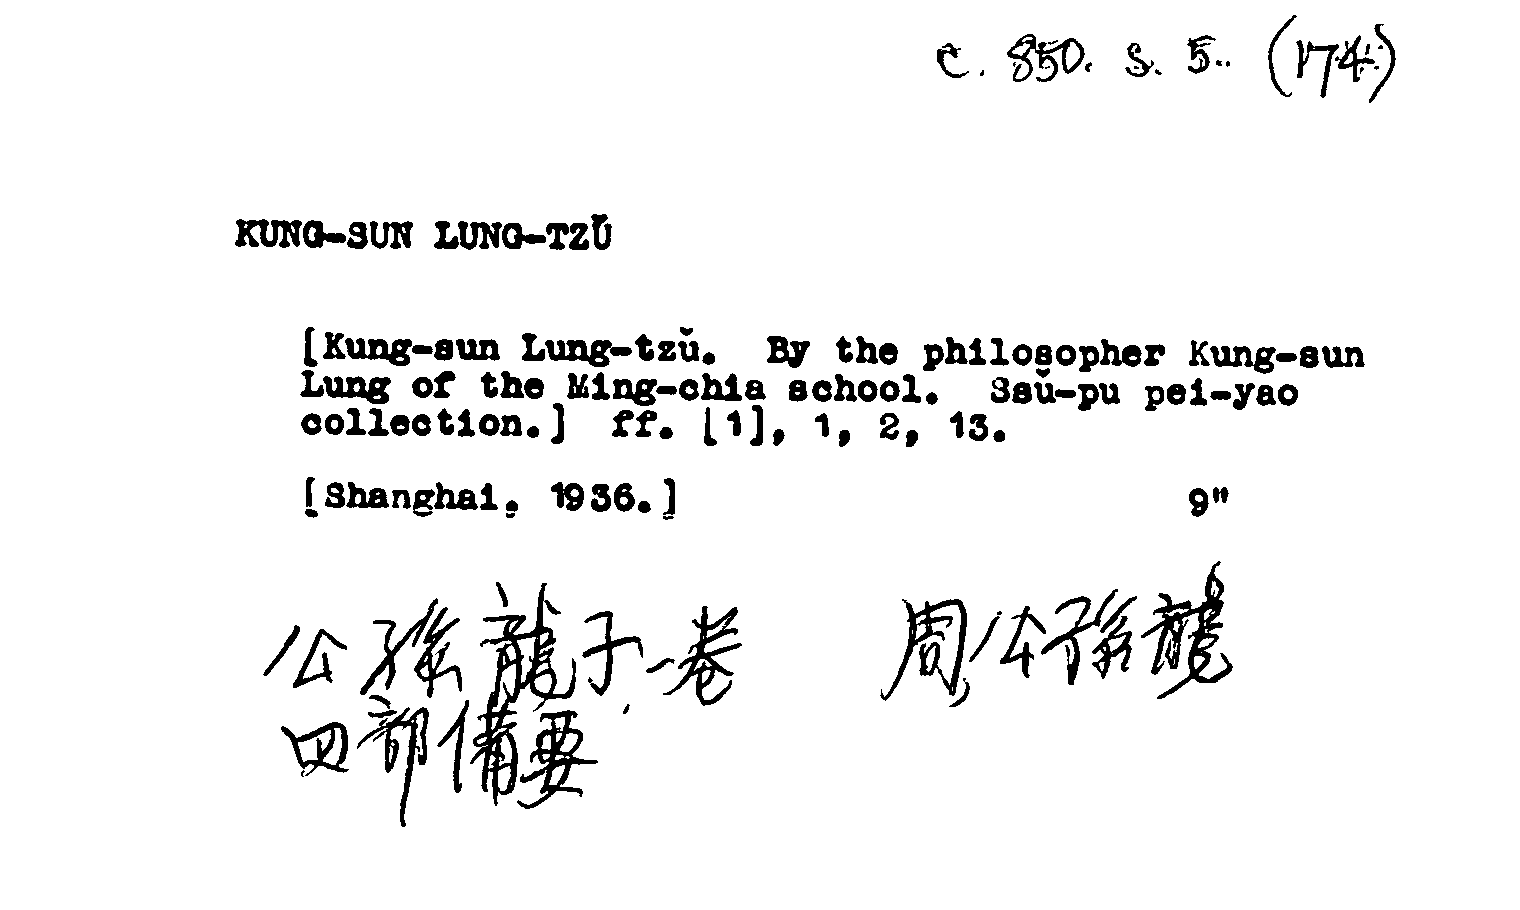 c. 850. s. 5. (174)
KUNG-SUN LUNG-TZŬ
[Kung-sun Lung-tzŭ. By the philosopher Kung-sun
Lung of the Ming-chia school. Ssŭ-pu pei-yao
collection.] ff. [1], 1, 2, 13.
[Shanghai. 1936.] 9"
公孫龍子一卷 周公孫龍
四部備要